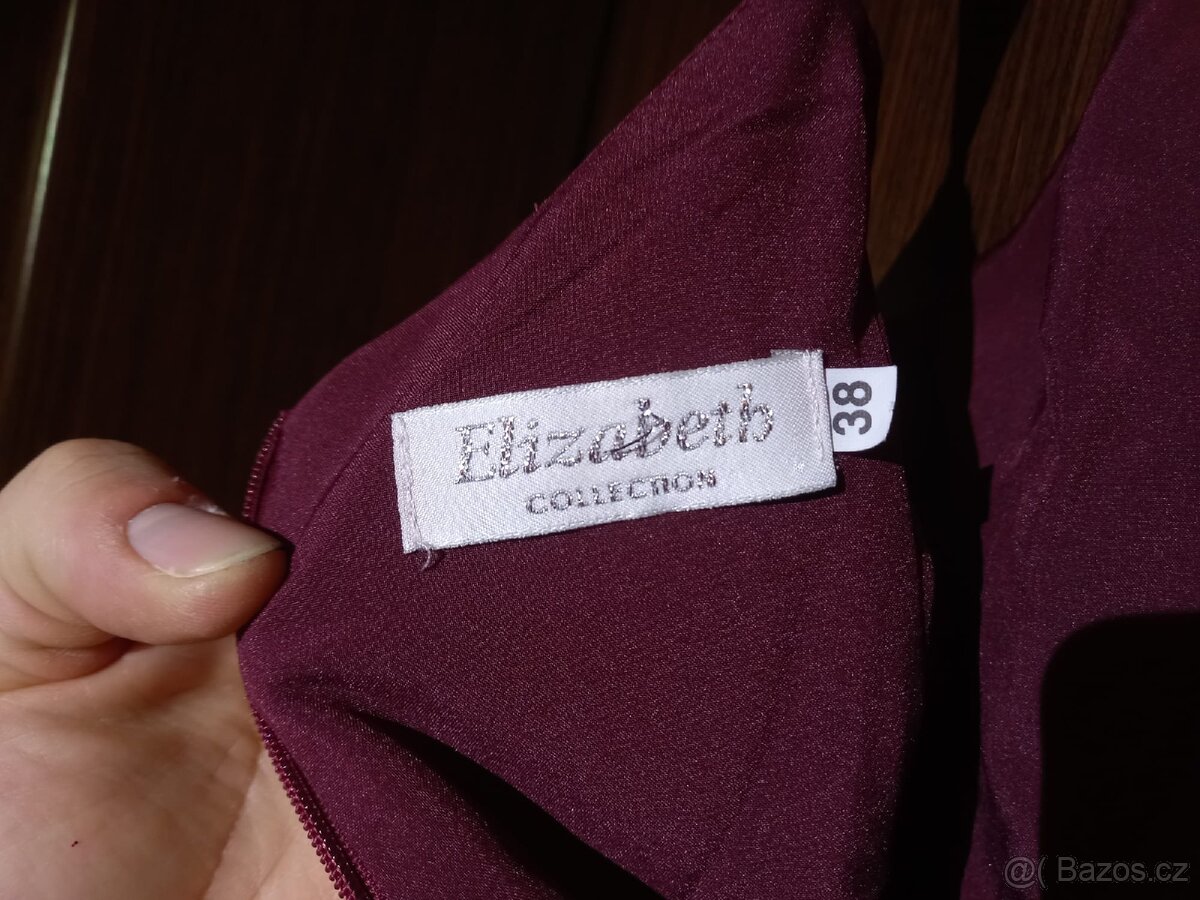 Elizabeth
COLLECTION
38
@( Bazos.cz